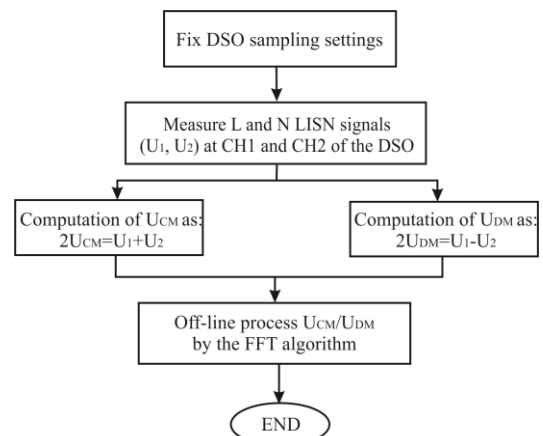 Fix DSO sampling settings
Measure L and N LISN signals
(U1, U2) at CH1 and CH2 of the DSO
Computation of UCM as:
2UCM=U1+U2
Computation of UDM as:
2UDM=U1-U2
Off-line process UCM/UDM
by the FFT algorithm
END